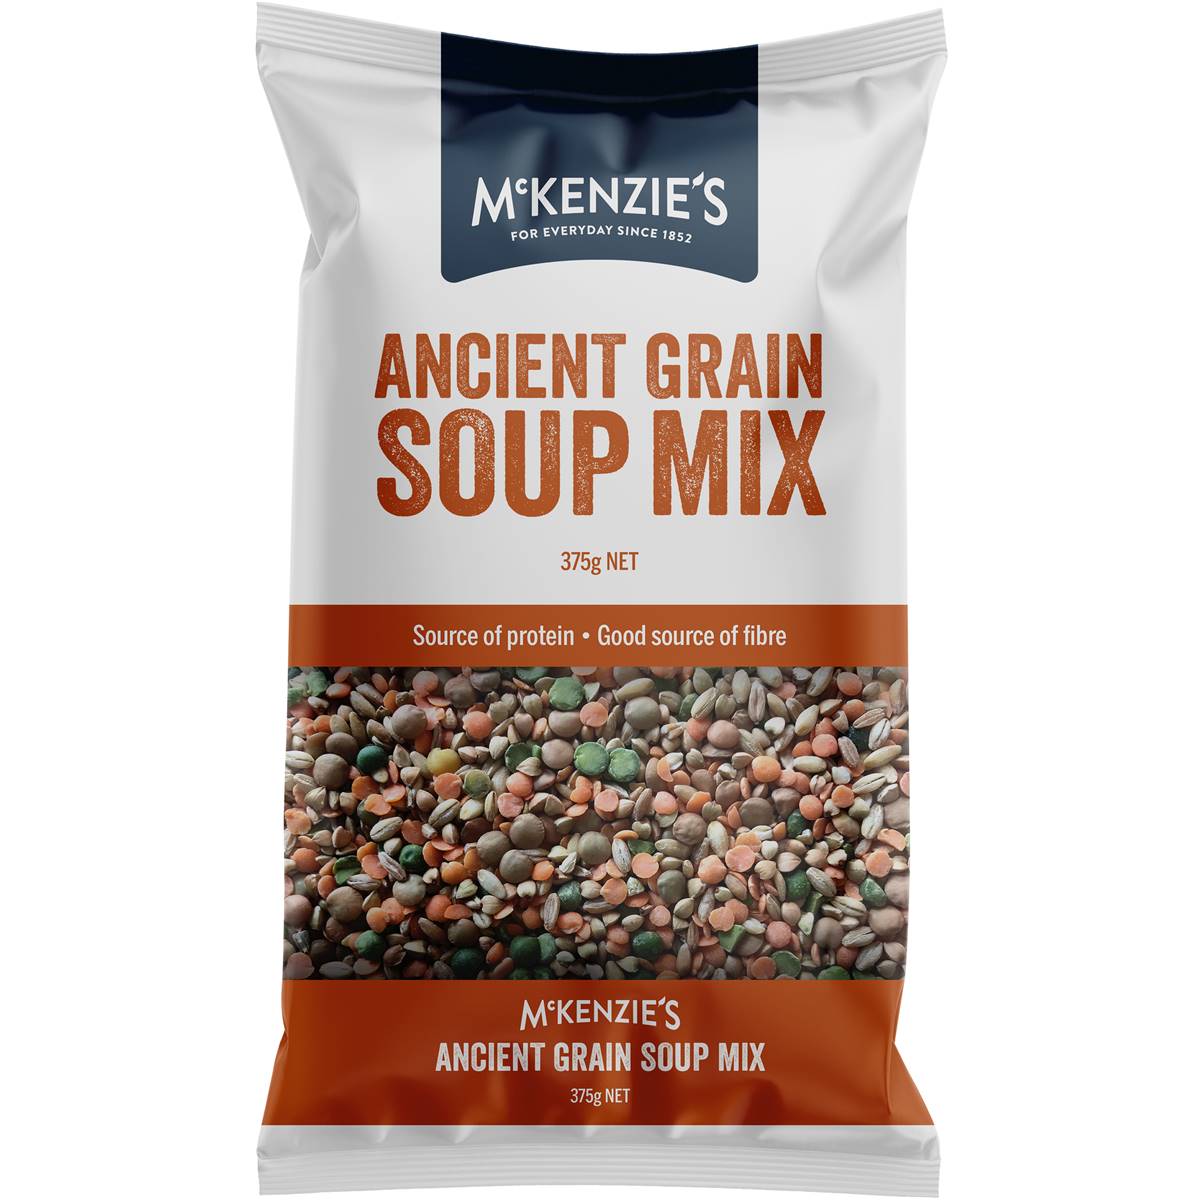 McKENZIE'S
FOR EVERYDAY SINCE 1852
ANCIENT GRAIN
SOUP MIX
375g NET
Source of protein • Good source of fibre
McKENZIE'S
ANCIENT GRAIN SOUP MIX
375g NET